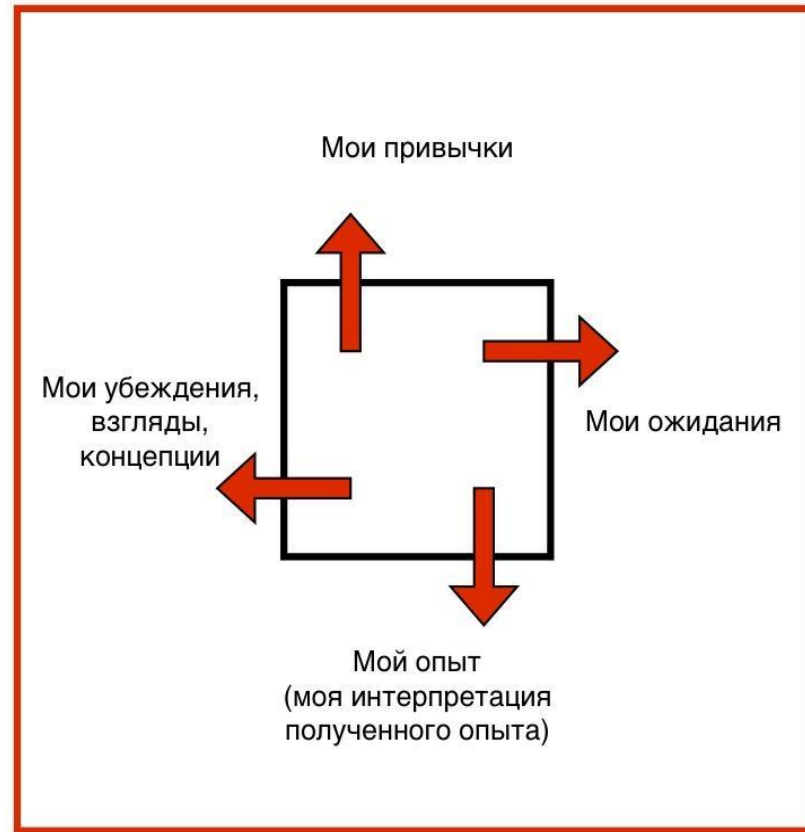 Мои привычки
Мои убеждения,
взгляды,
концепции
Мои ожидания
Мой опыт
(моя интерпретация
полученного опыта)